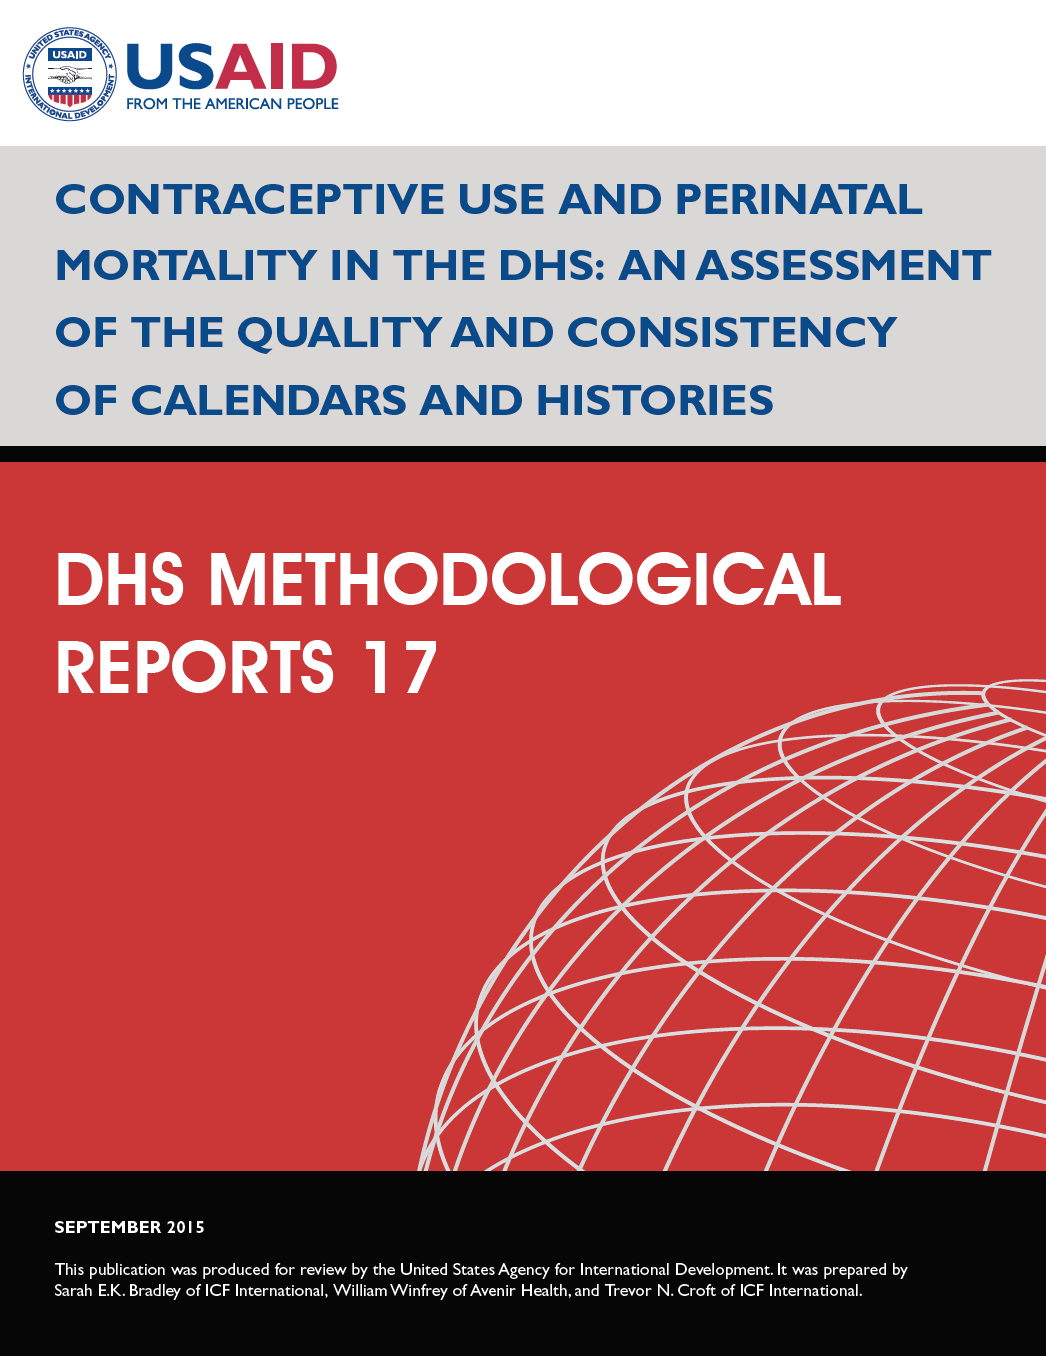 UNITED STATES AGENCY
USAID
INTERNATIONAL DEVELOPMENT
USAID
FROM THE AMERICAN PEOPLE
CONTRACEPTIVE USE AND PERINATAL
MORTALITY IN THE DHS: AN ASSESSMENT
OF THE QUALITY AND CONSISTENCY
OF CALENDARS AND HISTORIES
DHS METHODOLOGICAL
REPORTS 17
SEPTEMBER 2015
This publication was produced for review by the United States Agency for International Development. It was prepared by
Sarah E.K. Bradley of ICF International, William Winfrey of Avenir Health, and Trevor N. Croft of ICF International.